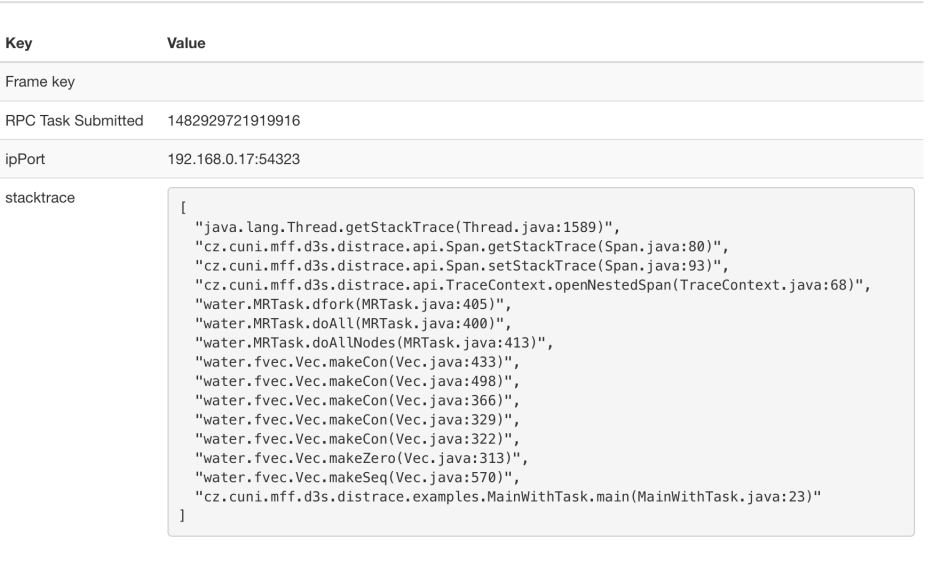 Key Value
Frame key
RPC Task Submitted 1482929721919916
ipPort 192.168.0.17:54323
stacktrace
[
"java.lang.Thread.getStackTrace(Thread.java:1589)",
"cz.cuni.mff.d3s.distrace.api.Span.getStackTrace(Span.java:80)",
"cz.cuni.mff.d3s.distrace.api.Span.setStackTrace(Span.java:93)",
"cz.cuni.mff.d3s.distrace.api.TraceContext.openNestedSpan(TraceContext.java:68)",
"water.MRTask.dfork(MRTask.java:405)",
"water.MRTask.doAll(MRTask.java:400)",
"water.MRTask.doAllNodes(MRTask.java:413)",
"water.fvec.Vec.makeCon(Vec.java:433)",
"water.fvec.Vec.makeCon(Vec.java:498)",
"water.fvec.Vec.makeCon(Vec.java:366)",
"water.fvec.Vec.makeCon(Vec.java:329)",
"water.fvec.Vec.makeCon(Vec.java:322)",
"water.fvec.Vec.makeZero(Vec.java:313)",
"water.fvec.Vec.makeSeq(Vec.java:570)",
"cz.cuni.mff.d3s.distrace.examples.MainWithTask.main(MainWithTask.java:23)"
]